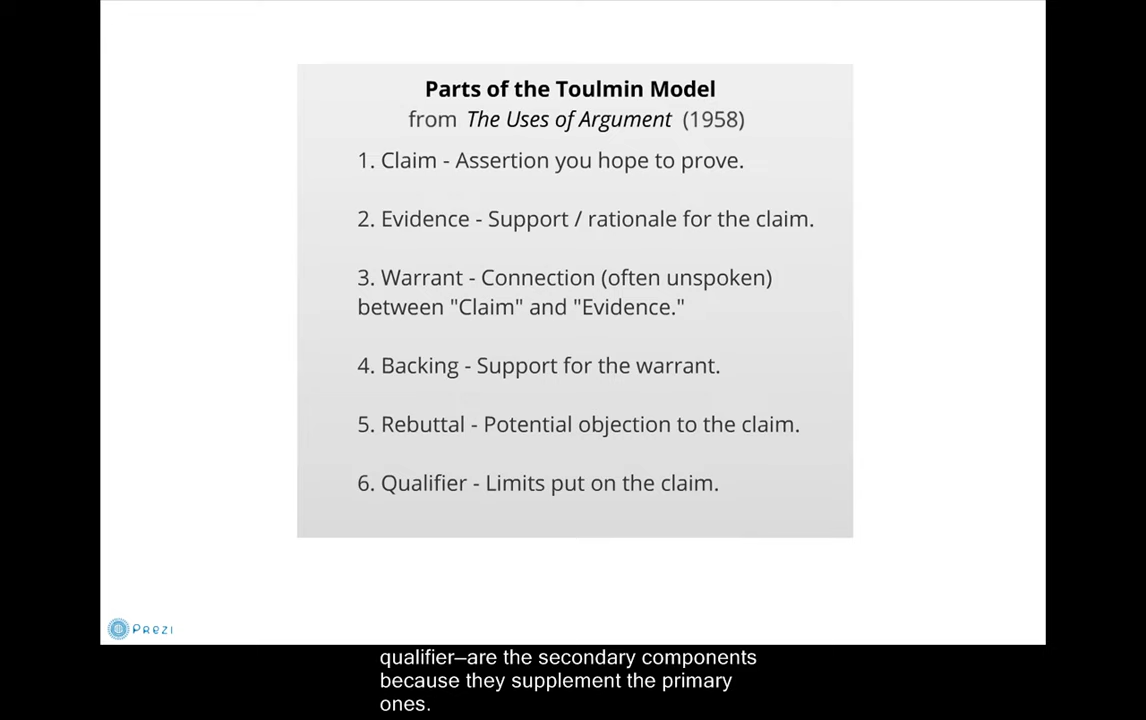 Parts of the Toulmin Model
from The Uses of Argument (1958)
1. Claim - Assertion you hope to prove.
2. Evidence - Support / rationale for the claim.
3. Warrant - Connection (often unspoken)
between "Claim" and "Evidence."
4. Backing - Support for the warrant.
5. Rebuttal - Potential objection to the claim.
6. Qualifier - Limits put on the claim.
Prezi
qualifier—are the secondary components
because they supplement the primary
ones.